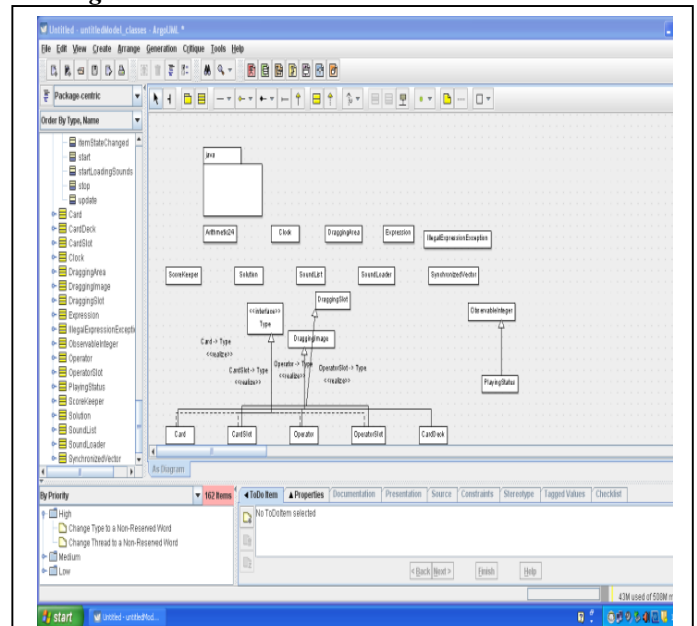 Untitled - untitledModel_classes - ArgoUML *
File Edit View Create Arrange Generation Critique Tools Help
Package-centric
Order By Type, Name
itemStateChanged
start
startLoadingSounds
stop
update
Card
CardDeck
CardSlot
Clock
DraggingArea
DraggingImage
DraggingSlot
Expression
IllegalExpressionExcepti
ObservableInteger
Operator
OperatorSlot
PlayingStatus
ScoreKeeper
Solution
SoundList
SoundLoader
SynchronizedVector
java
Arithmetic24 Clock DraggingArea Expression IllegalExpressionException
ScoreKeeper Solution SoundList SoundLoader SynchronizedVector
DraggingSlot
<<interface>>
Type
ObservableInteger
DraggingImage
Card -> Type
<<realize>>
CardSlot -> Type
<<realize>>
Operator -> Type
<<realize>>
OperatorSlot -> Type
<<realize>>
PlayingStatus
Card CardSlot Operator OperatorSlot CardDeck
As Diagram
By Priority 162 Items
High
Change Type to a Non-Reserved Word
Change Thread to a Non-Reserved Word
Medium
Low
ToDo Item Properties Documentation Presentation Source Constraints Stereotype Tagged Values Checklist
No ToDoItem selected
< Back Next > Finish Help
43M used of 508M m
start Untitled - untitledMod...